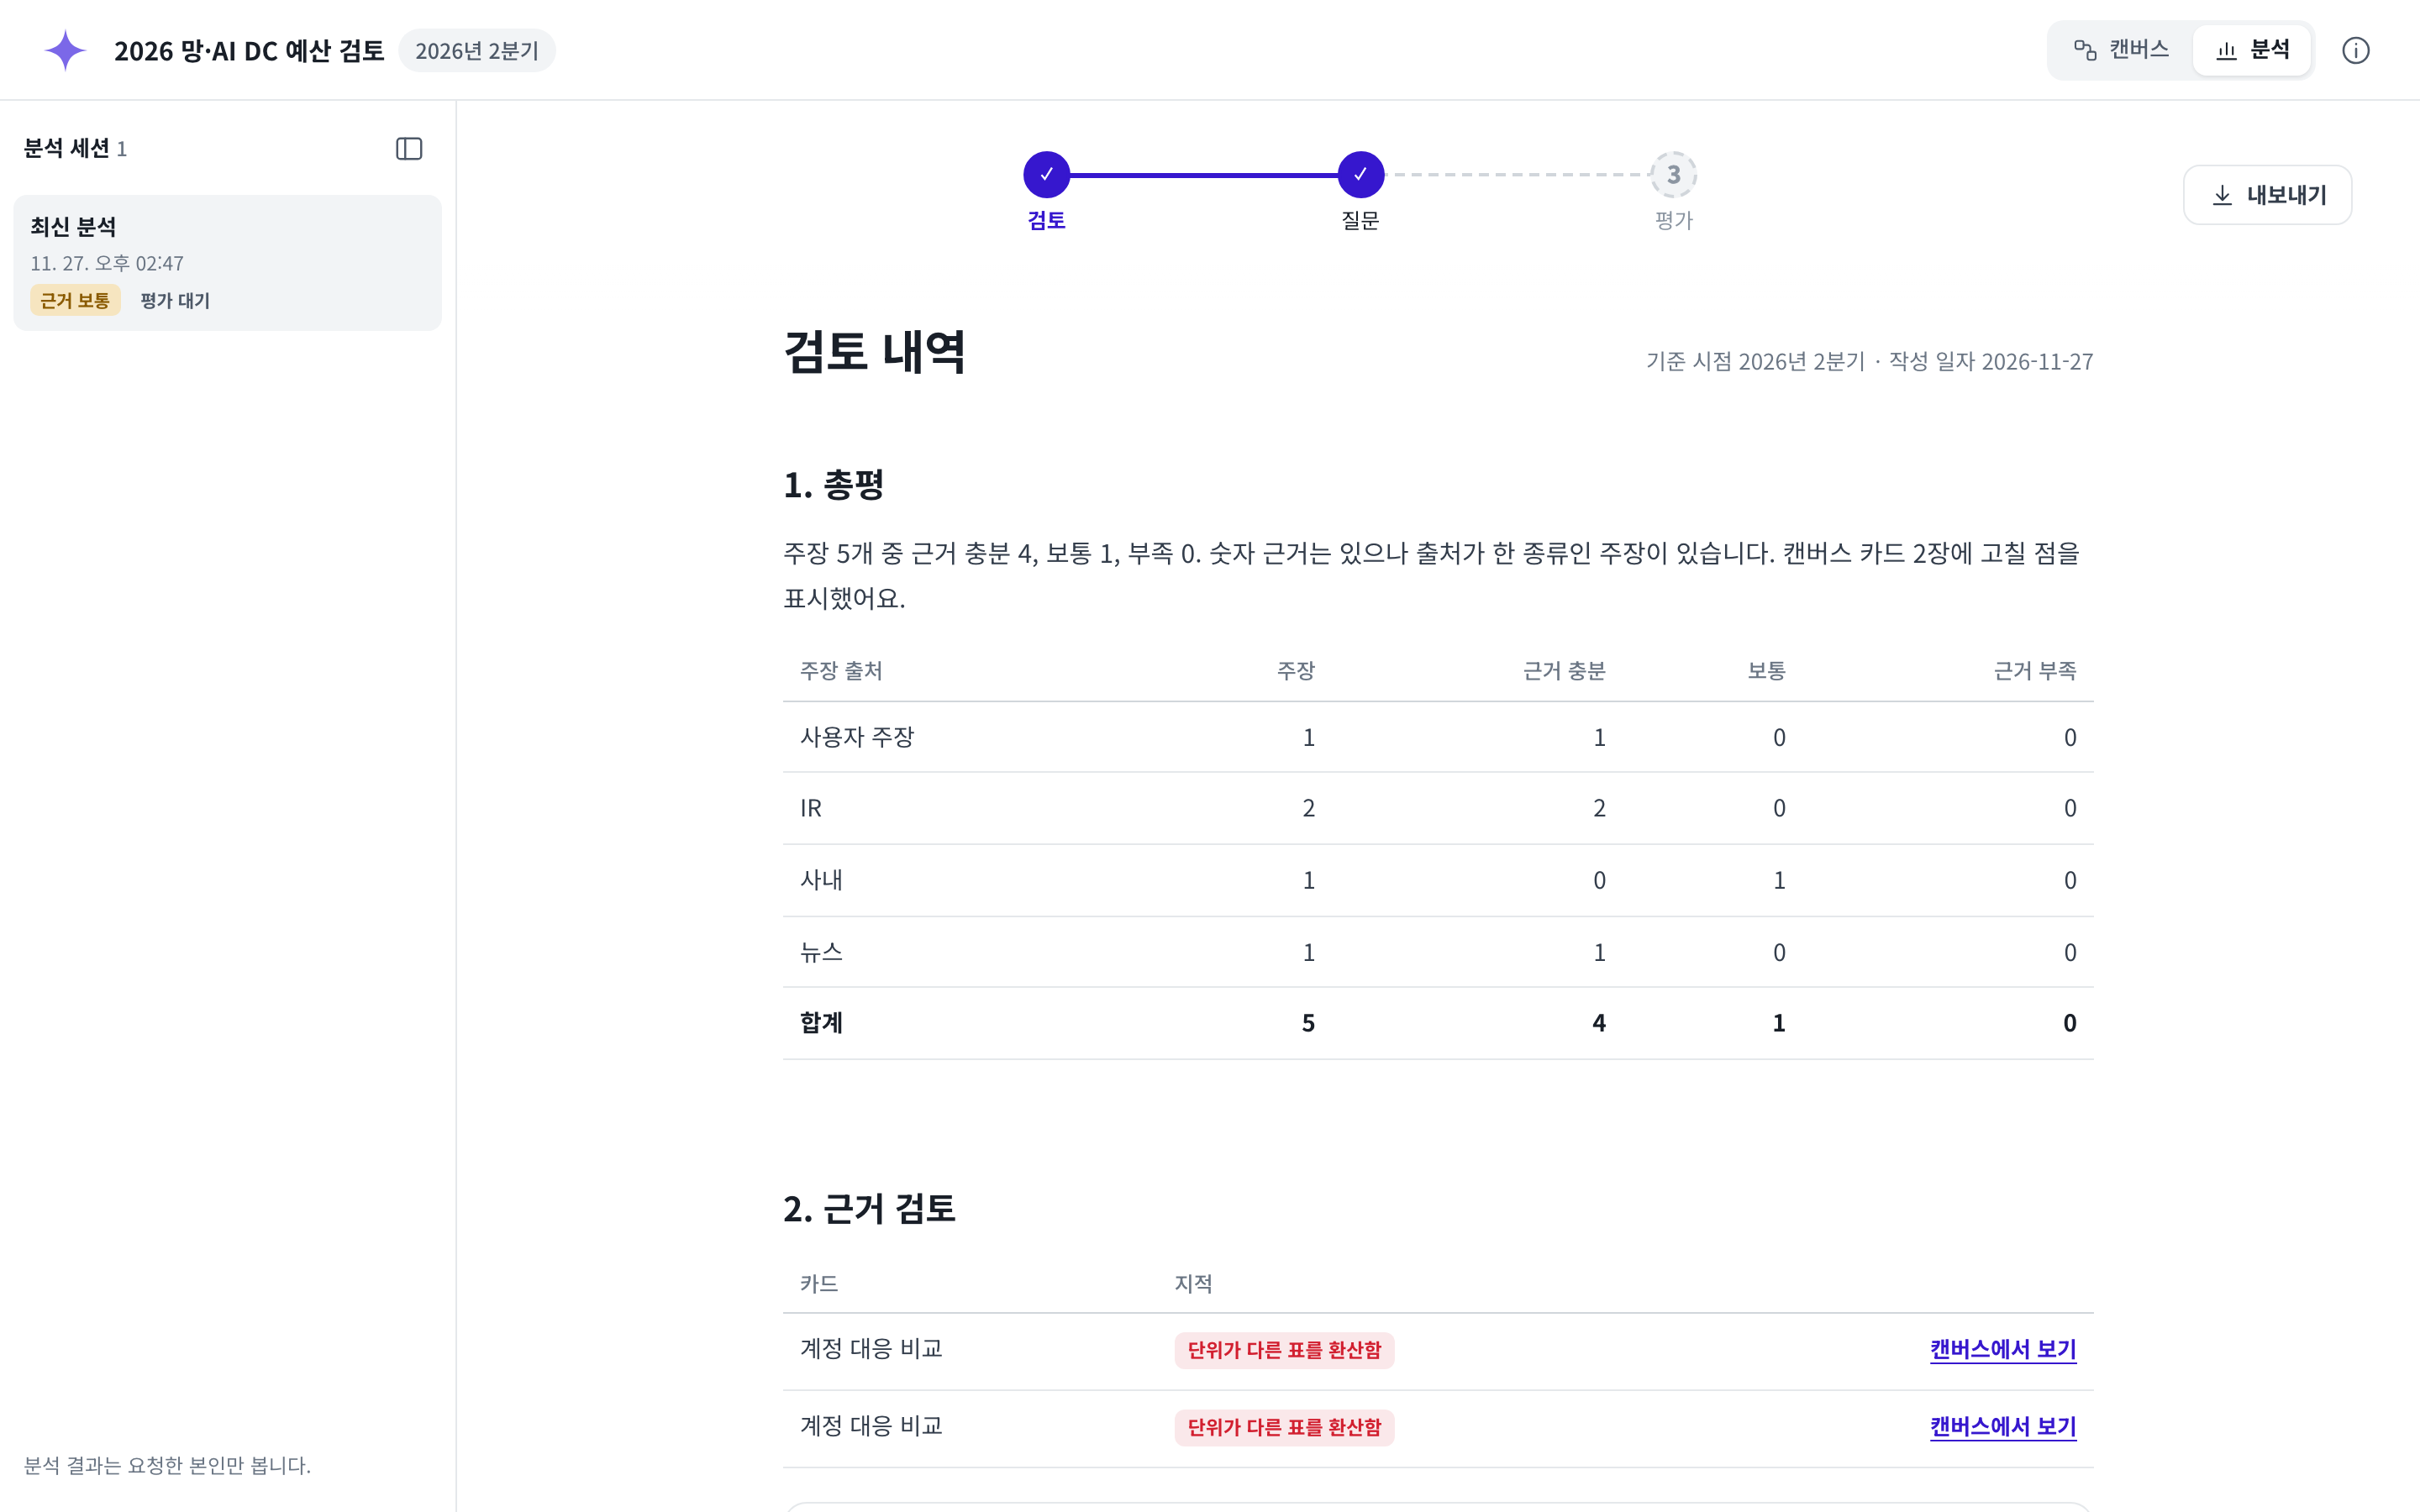 2026 망·AI DC 예산 검토 2026년 2분기 캔버스 분석
분석 세션 1
최신 분석
11. 27. 오후 02:47
근거 보통 평가 대기
분석 결과는 요청한 본인만 봅니다.
3
검토 질문 평가
내보내기
검토 내역
기준 시점 2026년 2분기 · 작성 일자 2026-11-27
1. 총평
주장 5개 중 근거 충분 4, 보통 1, 부족 0. 숫자 근거는 있으나 출처가 한 종류인 주장이 있습니다. 캔버스 카드 2장에 고칠 점을
표시했어요.
주장 출처 주장 근거 충분 보통 근거 부족
사용자 주장 1 1 0 0
IR 2 2 0 0
사내 1 0 1 0
뉴스 1 1 0 0
합계 5 4 1 0
2. 근거 검토
카드 지적
계정 대응 비교 단위가 다른 표를 환산함 캔버스에서 보기
계정 대응 비교 단위가 다른 표를 환산함 캔버스에서 보기